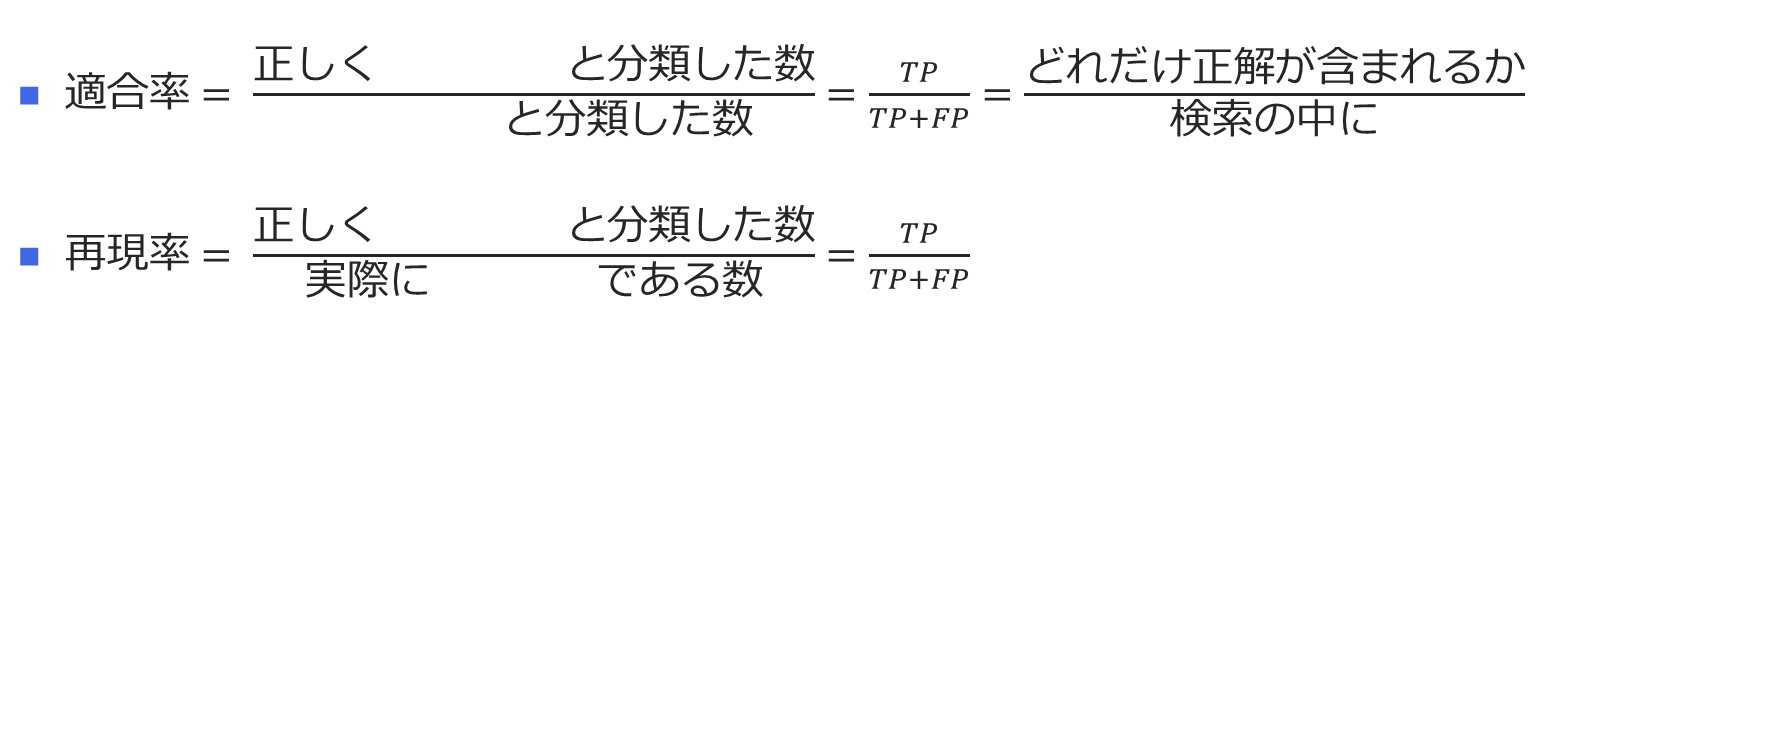 ■ 適合率 = 正しく と分類した数 / と分類した数 = TP / TP+FP = どれだけ正解が含まれるか / 検索の中に
■ 再現率 = 正しく と分類した数 / 実際に である数 = TP / TP+FP